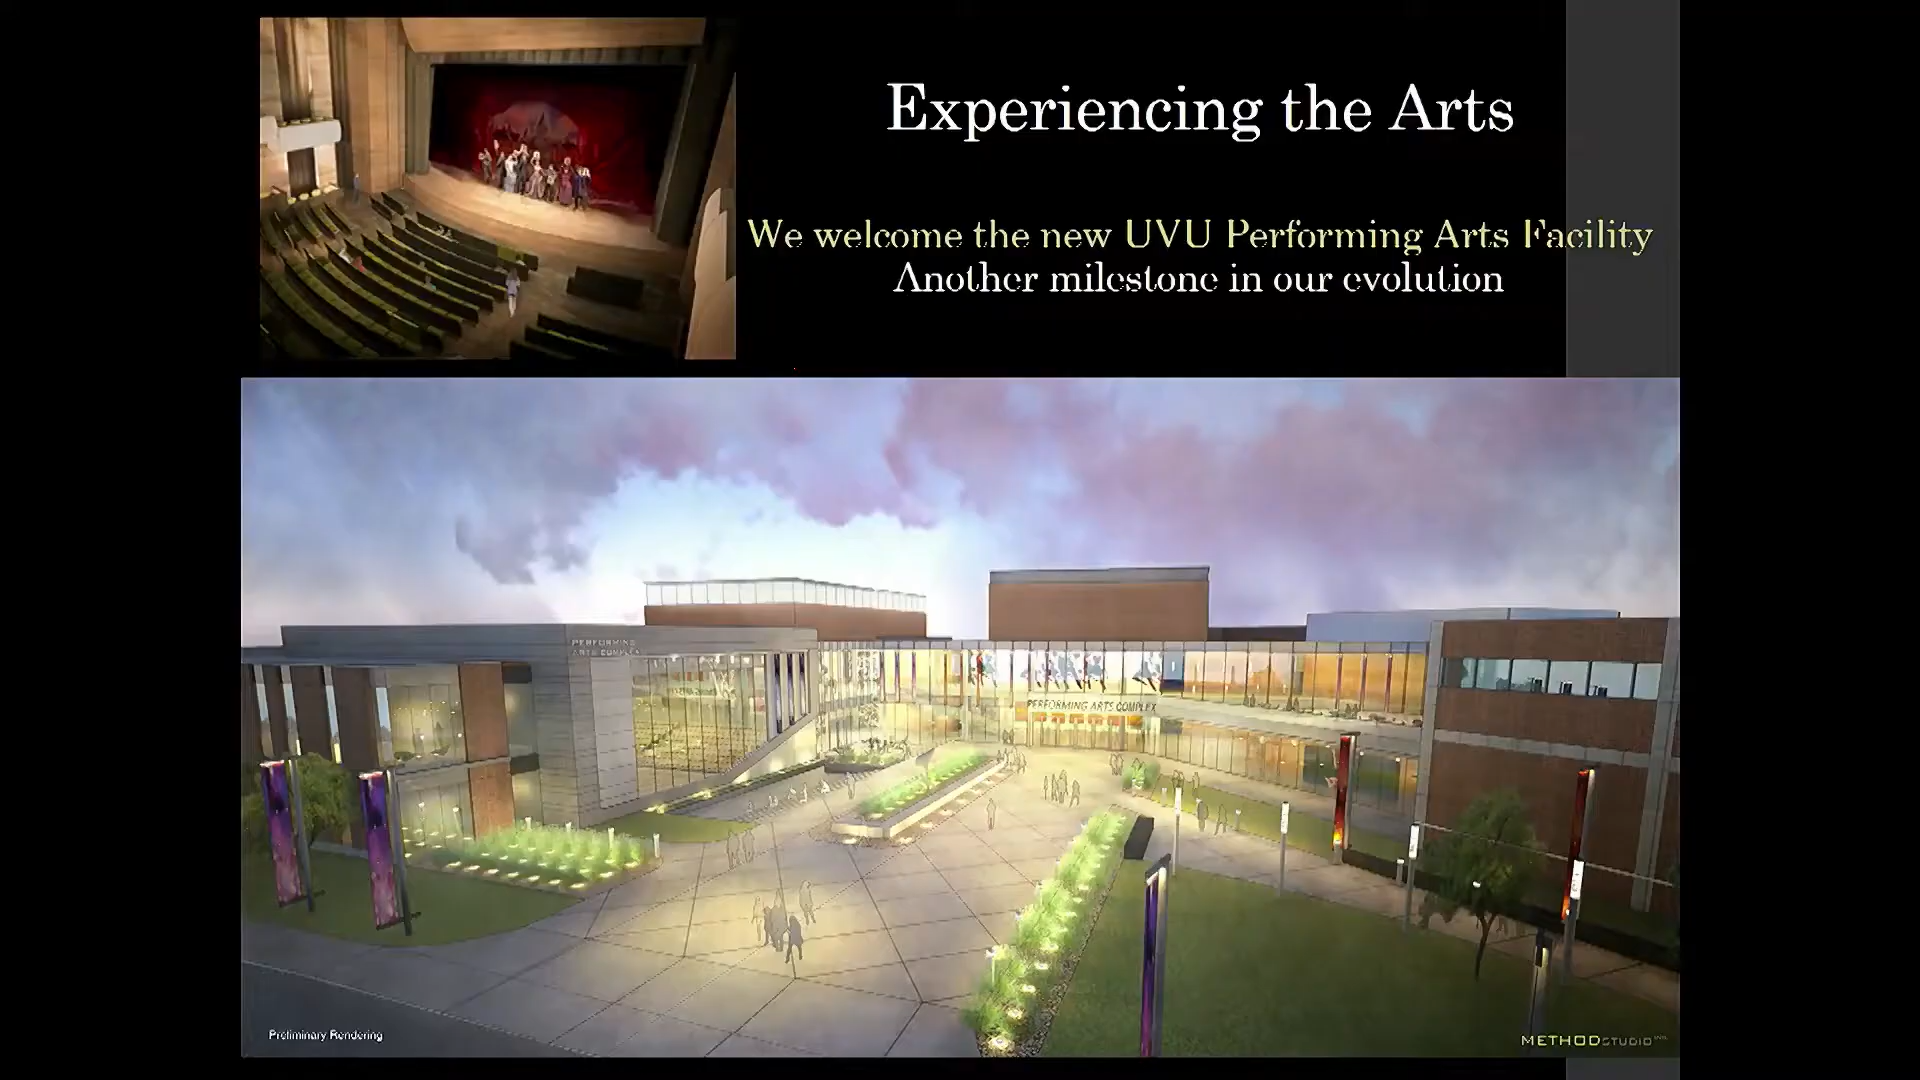 Experiencing the Arts
We welcome the new UVU Performing Arts Facility
Another milestone in our evolution
PERFORMING
ARTS COMPLEX
PERFORMING ARTS COMPLEX
Preliminary Rendering
METHODSTUDIO